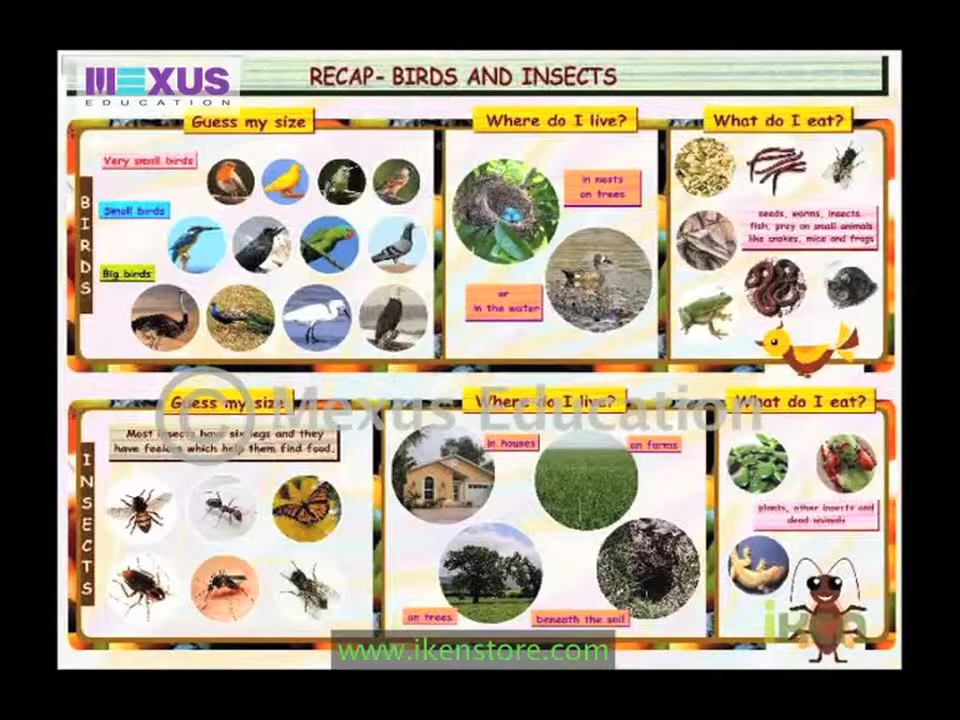 MEXUS
EDUCATION
RECAP- BIRDS AND INSECTS
Guess my size
Where do I live?
What do I eat?
BIRDS
Very small birds
Small birds
Big birds
in nests
on trees
or
in the water
seeds, worms, insects
fish, prey on small animals
like snakes, mice and frogs
© Mexus Education
Guess my size
Where do I live?
What do I eat?
INSECTS
Most insects have six legs and they
have feelers which help them find food.
in houses
on farms
on trees
beneath the soil
plants, other insects and
dead animals
iken
www.ikenstore.com